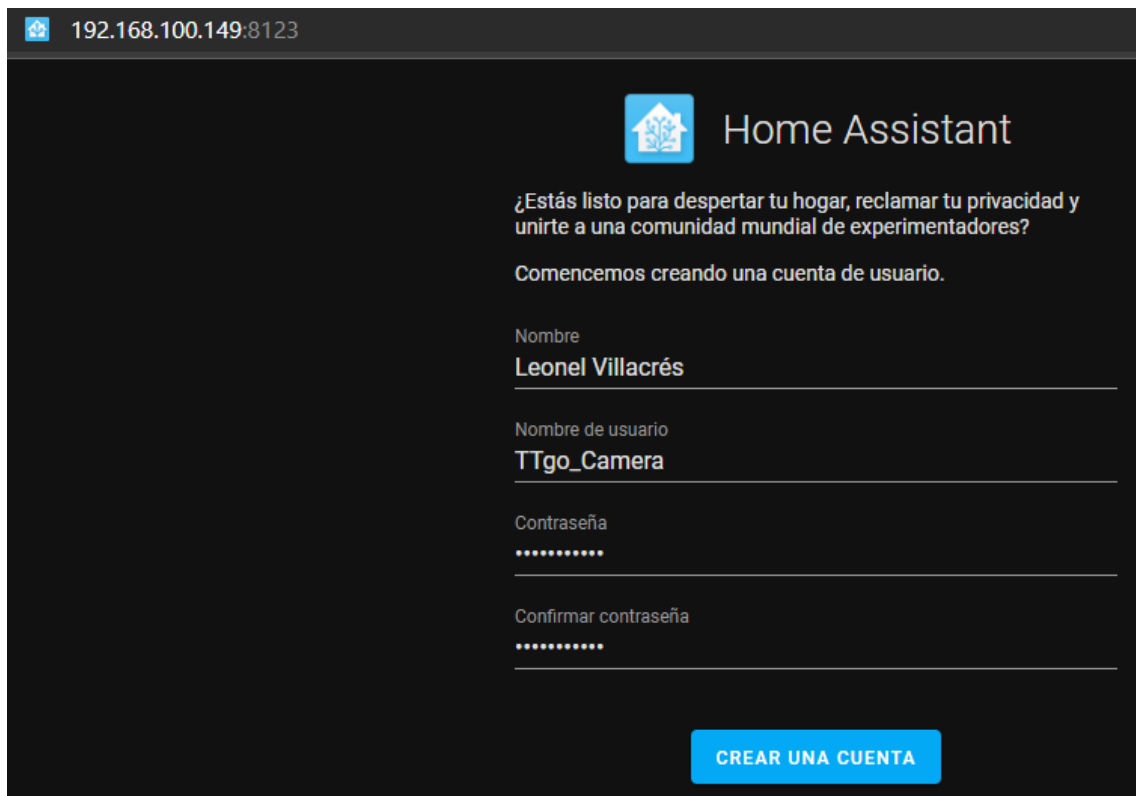 192.168.100.149:8123
Home Assistant
¿Estás listo para despertar tu hogar, reclamar tu privacidad y
unirte a una comunidad mundial de experimentadores?
Comencemos creando una cuenta de usuario.
Nombre
Leonel Villacrés
Nombre de usuario
TTgo_Camera
Contraseña
•••••••••••
Confirmar contraseña
•••••••••••
CREAR UNA CUENTA